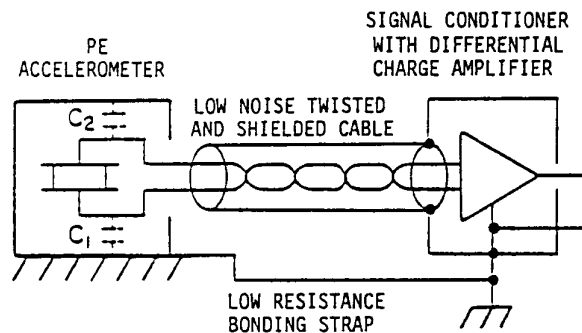 SIGNAL CONDITIONER
WITH DIFFERENTIAL
CHARGE AMPLIFIER
PE
ACCELEROMETER
LOW NOISE TWISTED
AND SHIELDED CABLE
C2
C1
LOW RESISTANCE
BONDING STRAP